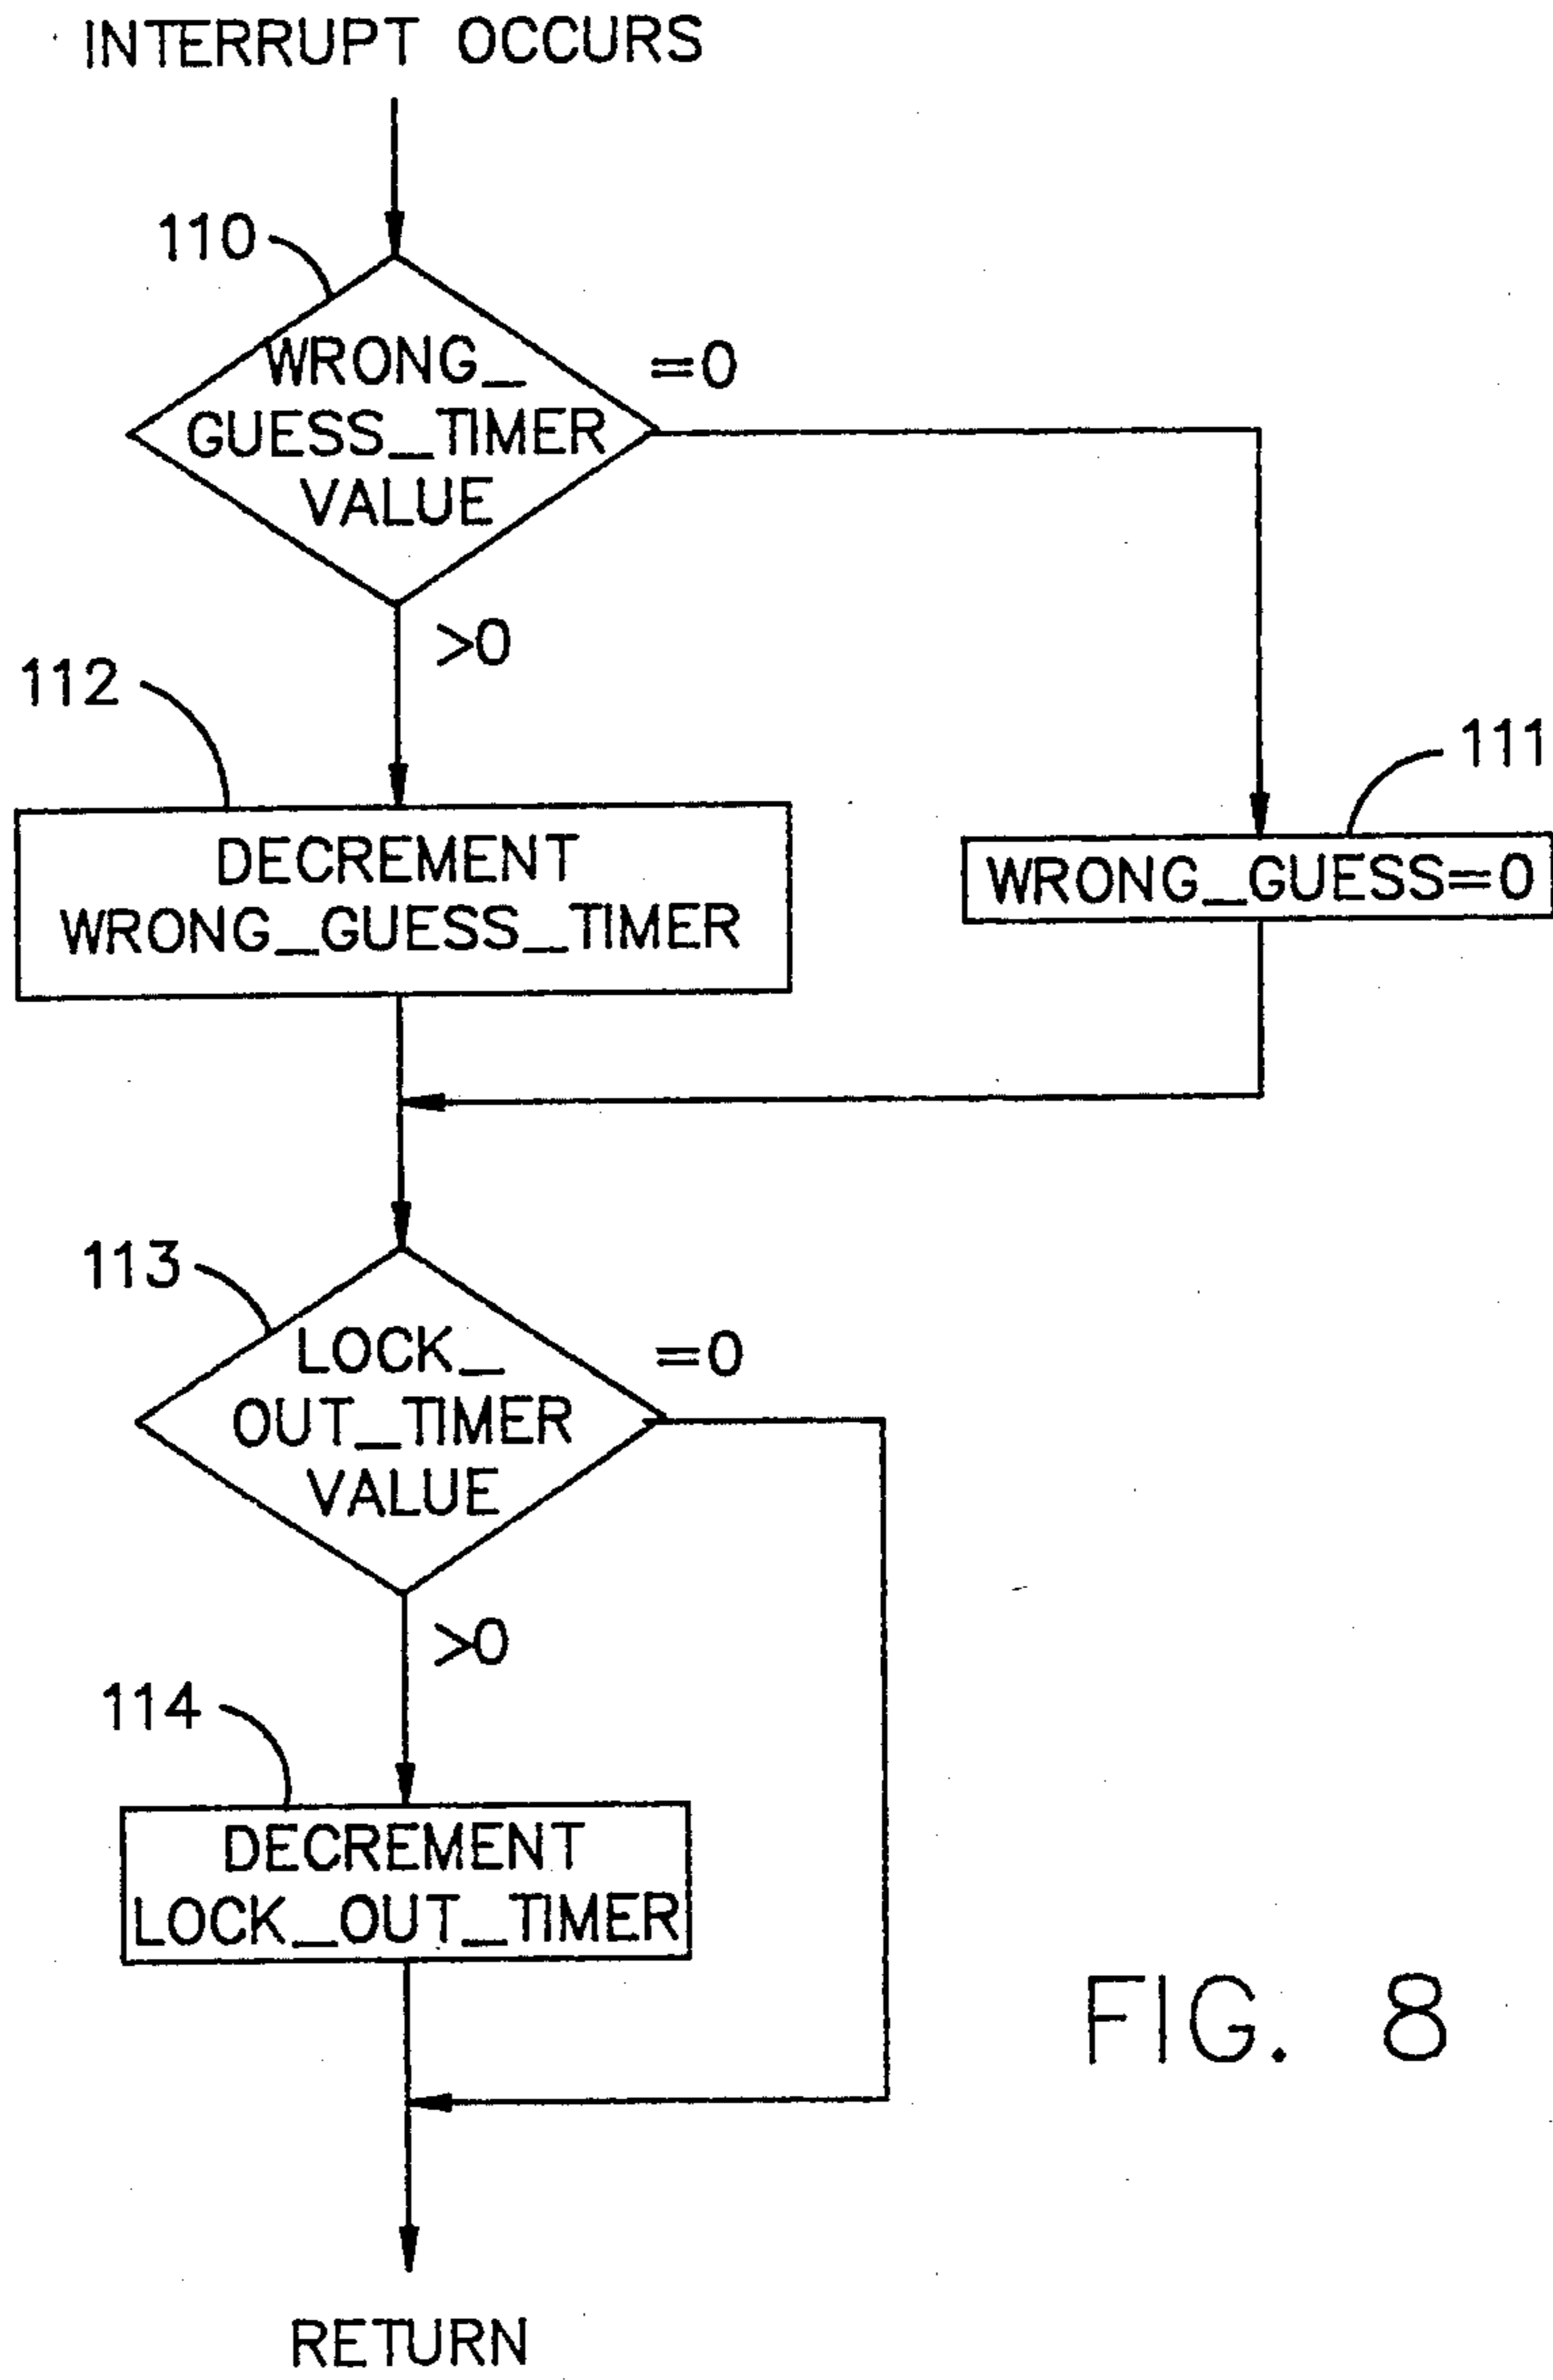 INTERRUPT OCCURS
110
WRONG_
GUESS_TIMER
VALUE
=0
>0
112
DECREMENT
WRONG_GUESS_TIMER
111
WRONG_GUESS=0
113
LOCK_
OUT_TIMER
VALUE
=0
>0
114
DECREMENT
LOCK_OUT_TIMER
RETURN
FIG. 8